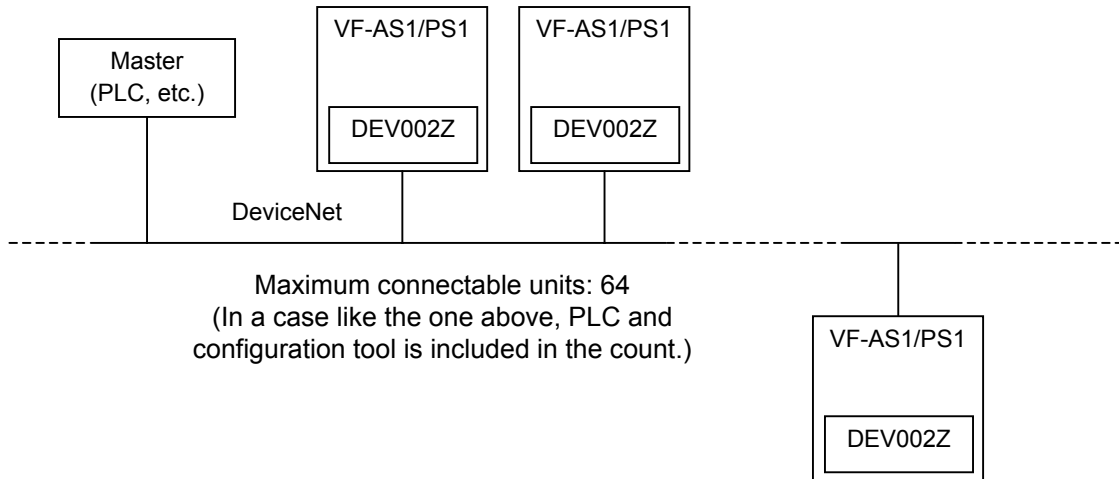 VF-AS1/PS1
VF-AS1/PS1
Master
(PLC, etc.)
DEV002Z
DEV002Z
DeviceNet
Maximum connectable units: 64
(In a case like the one above, PLC and
configuration tool is included in the count.)
VF-AS1/PS1
DEV002Z